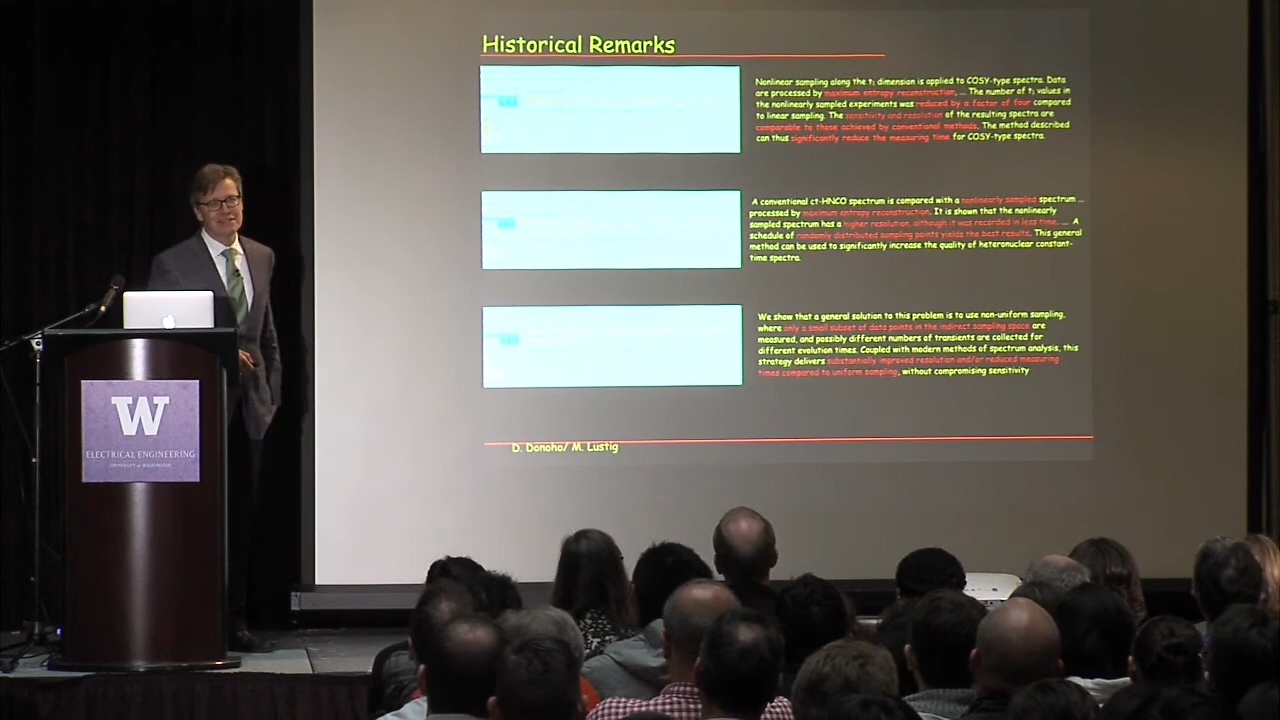 Historical Remarks
Nonlinear sampling along the t₁ dimension is applied to COSY-type spectra. Data
are processed by maximum entropy reconstruction, ... The number of t₁ values in
the nonlinearly sampled experiments was reduced by a factor of four compared
to linear sampling. The sensitivity and resolution of the resulting spectra are
comparable to those achieved by conventional methods. The method described
can thus significantly reduce the measuring time for COSY-type spectra.
A conventional ct-HNCO spectrum is compared with a nonlinearly sampled spectrum ...
processed by maximum entropy reconstruction. It is shown that the nonlinearly
sampled spectrum has a higher resolution, although it was recorded in less time. ... A
schedule of randomly distributed sampling points yields the best results. This general
method can be used to significantly increase the quality of heteronuclear constant-
time spectra.
We show that a general solution to this problem is to use non-uniform sampling,
where only a small subset of data points in the indirect sampling space are
measured, and possibly different numbers of transients are collected for
different evolution times. Coupled with modern methods of spectrum analysis, this
strategy delivers substantially improved resolution and/or reduced measuring
times compared to uniform sampling, without compromising sensitivity
D. Donoho/ M. Lustig
W
ELECTRICAL ENGINEERING
UNIVERSITY of WASHINGTON